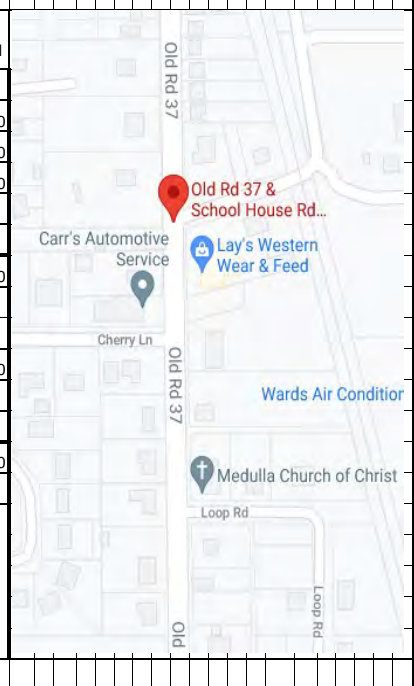 Old Rd 37
Old Rd 37 &
School House Rd...
Carr's Automotive
Service
Lay's Western
Wear & Feed
Cherry Ln
Old Rd 37
Wards Air Condition
Medulla Church of Christ
Loop Rd
Loop Rd
Old